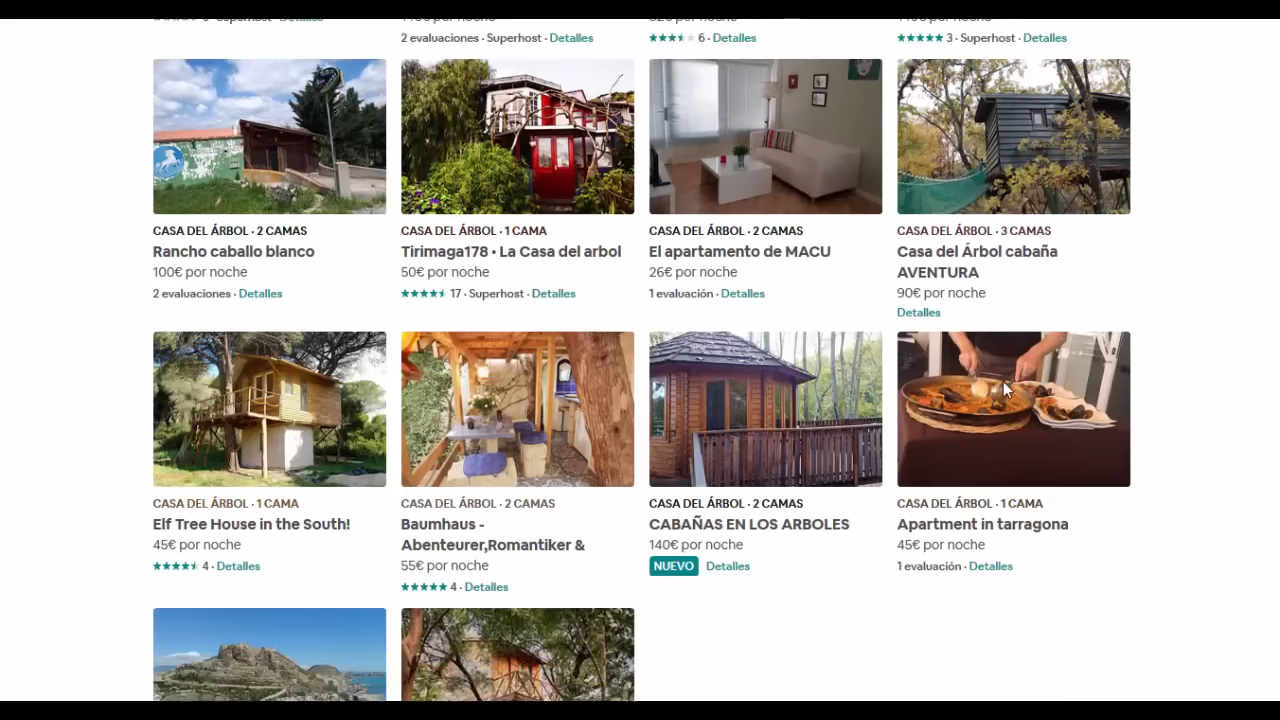 2 evaluaciones · Superhost · Detalles
6 · Detalles
3 · Superhost · Detalles
CASA DEL ÁRBOL · 2 CAMAS
Rancho caballo blanco
100€ por noche
2 evaluaciones · Detalles
CASA DEL ÁRBOL · 1 CAMA
Tirimaga178 • La Casa del arbol
50€ por noche
17 · Superhost · Detalles
CASA DEL ÁRBOL · 2 CAMAS
El apartamento de MACU
26€ por noche
1 evaluación · Detalles
CASA DEL ÁRBOL · 3 CAMAS
Casa del Árbol cabaña
AVENTURA
90€ por noche
Detalles
CASA DEL ÁRBOL · 1 CAMA
Elf Tree House in the South!
45€ por noche
4 · Detalles
CASA DEL ÁRBOL · 2 CAMAS
Baumhaus -
Abenteurer,Romantiker &
55€ por noche
4 · Detalles
CASA DEL ÁRBOL · 2 CAMAS
CABAÑAS EN LOS ARBOLES
140€ por noche
NUEVO Detalles
CASA DEL ÁRBOL · 1 CAMA
Apartment in tarragona
45€ por noche
1 evaluación · Detalles